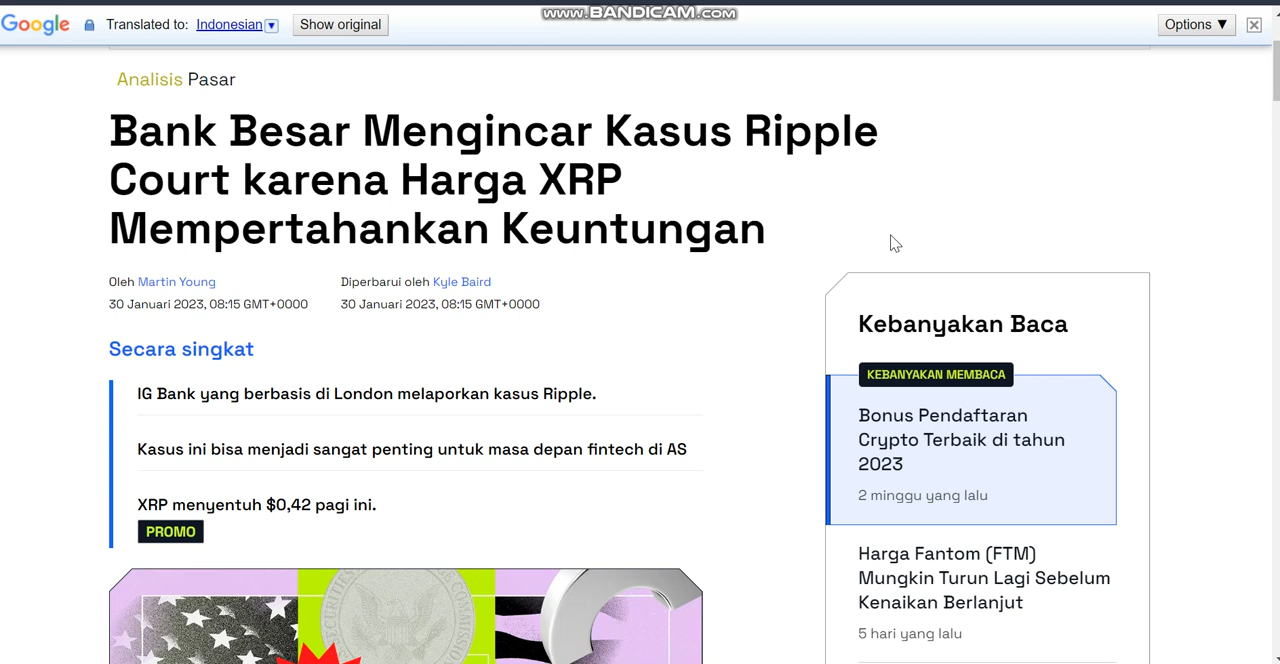 www.BANDICAM.com
Google Translated to: Indonesian Show original Options ▼
Analisis Pasar
Bank Besar Mengincar Kasus Ripple
Court karena Harga XRP
Mempertahankan Keuntungan
Oleh Martin Young
30 Januari 2023, 08:15 GMT+0000
Diperbarui oleh Kyle Baird
30 Januari 2023, 08:15 GMT+0000
Secara singkat
IG Bank yang berbasis di London melaporkan kasus Ripple.
Kasus ini bisa menjadi sangat penting untuk masa depan fintech di AS
XRP menyentuh $0,42 pagi ini.
PROMO
Kebanyakan Baca
KEBANYAKAN MEMBACA
Bonus Pendaftaran
Crypto Terbaik di tahun
2023
2 minggu yang lalu
Harga Fantom (FTM)
Mungkin Turun Lagi Sebelum
Kenaikan Berlanjut
5 hari yang lalu